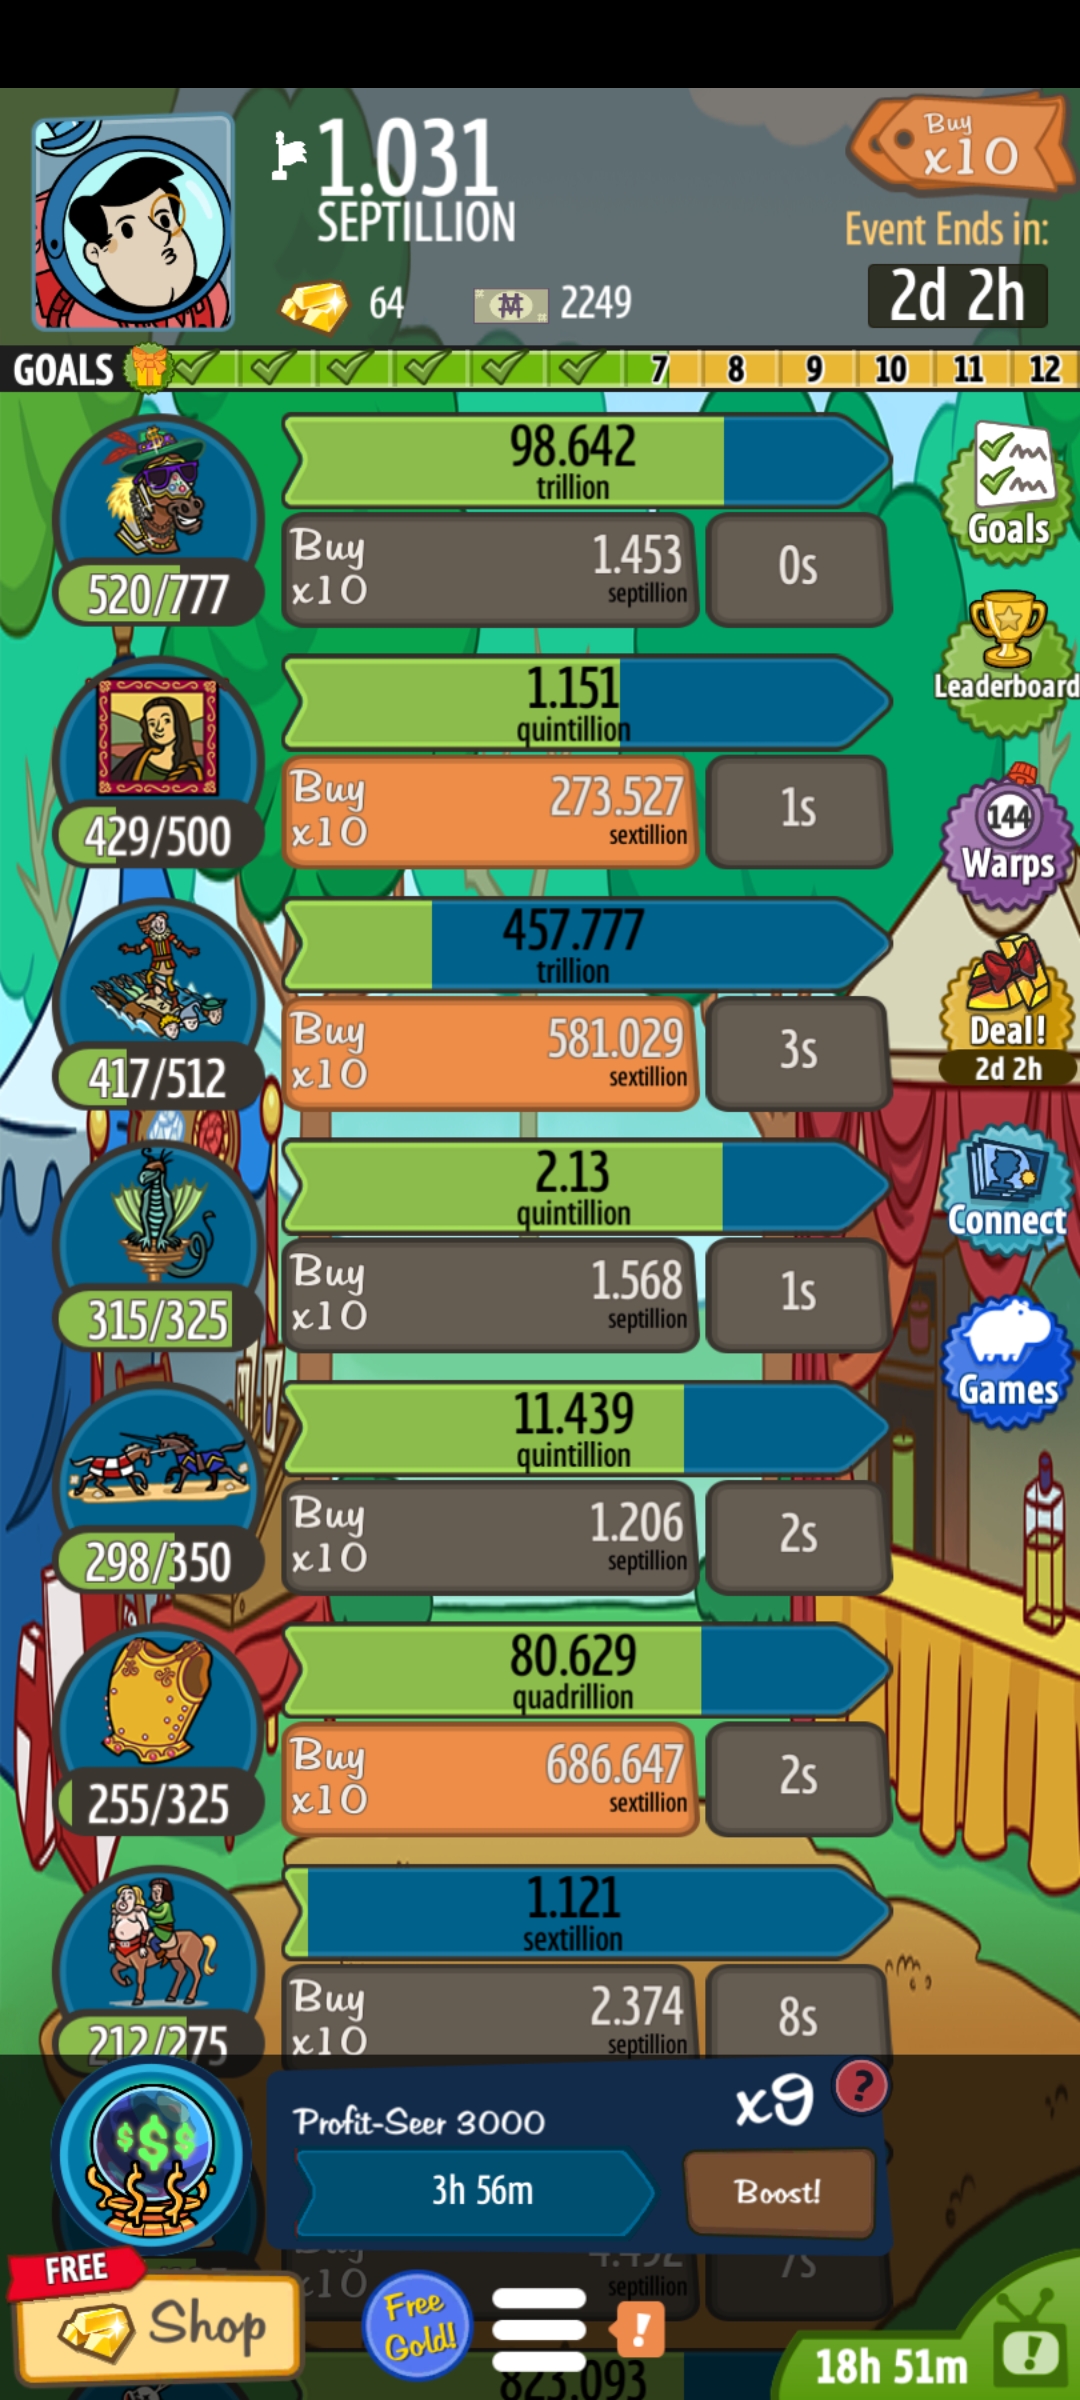 1.031
SEPTILLION
Buy
x10
Event Ends in:
2d 2h
64
2249
GOALS 7 8 9 10 11 12
98.642
trillion
520/777
Buy
x10
1.453
septillion
0s
Goals
1.151
quintillion
429/500
Buy
x10
273.527
sextillion
1s
Leaderboard
144
Warps
457.777
trillion
417/512
Buy
x10
581.029
sextillion
3s
Deal!
2d 2h
2.13
quintillion
315/325
Buy
x10
1.568
septillion
1s
Connect
11.439
quintillion
298/350
Buy
x10
1.206
septillion
2s
Games
80.629
quadrillion
255/325
Buy
x10
686.647
sextillion
2s
1.121
sextillion
212/275
Buy
x10
2.374
septillion
8s
$$$
Profit-Seer 3000
x9
?
3h 56m
Boost!
Buy
x10
septillion
7s
FREE
Shop
Free
Gold!
!
823.093
18h 51m
!